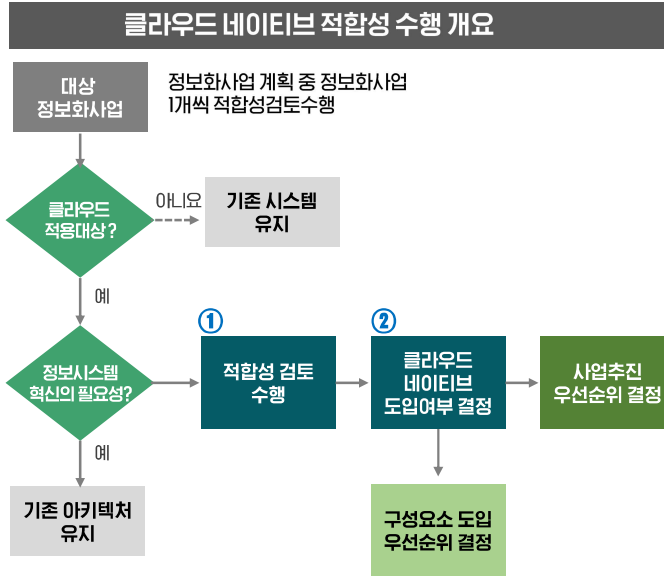 클라우드 네이티브 적합성 수행 개요
대상
정보화사업
정보화사업 계획 중 정보화사업
1개씩 적합성검토수행
클라우드
적용대상?
아니요
기존 시스템
유지
예
정보시스템
혁신의 필요성?
①
적합성 검토
수행
②
클라우드
네이티브
도입여부 결정
사업추진
우선순위 결정
예
기존 아키텍처
유지
구성요소 도입
우선순위 결정